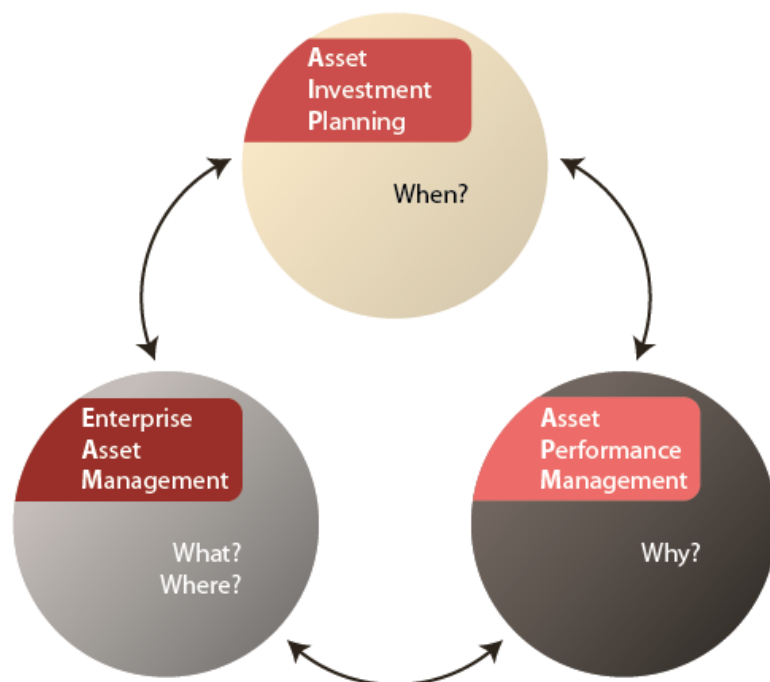 Asset
Investment
Planning
When?
Enterprise
Asset
Management
What?
Where?
Asset
Performance
Management
Why?